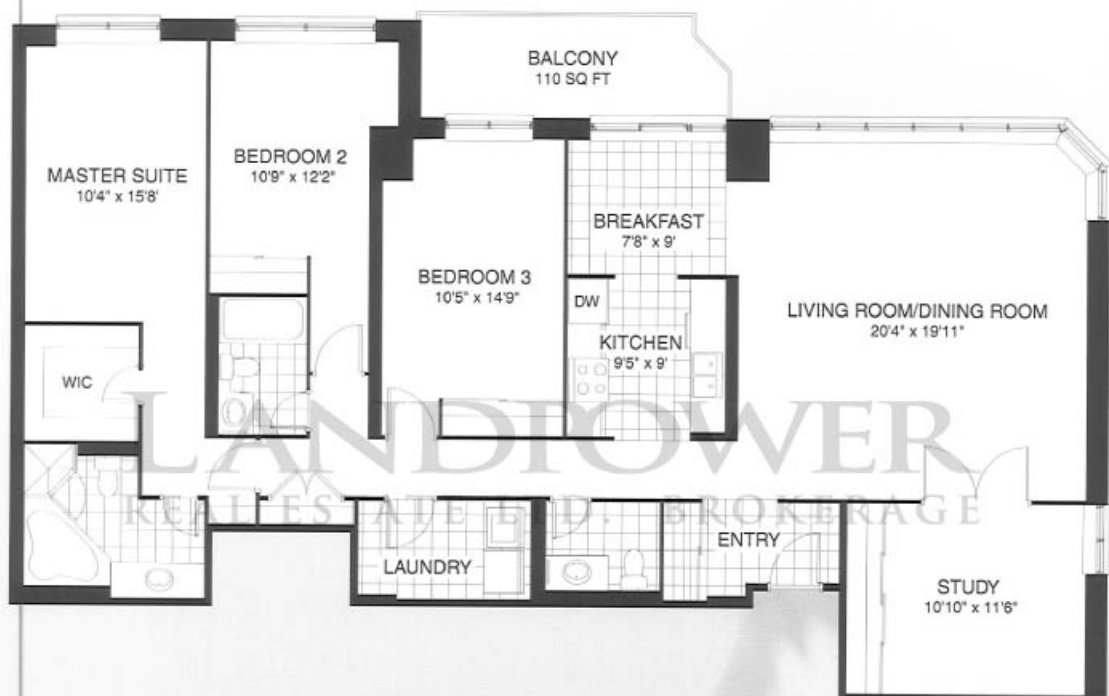 BALCONY
110 SQ FT
MASTER SUITE
10'4" x 15'8'
BEDROOM 2
10'9" x 12'2"
BREAKFAST
7'8" x 9'
BEDROOM 3
10'5" x 14'9"
DW
KITCHEN
9'5" x 9'
LIVING ROOM/DINING ROOM
20'4" x 19'11"
WIC
LANDPOWER
REAL ESTATE LTD. BROKERAGE
LAUNDRY
ENTRY
STUDY
10'10" x 11'6"